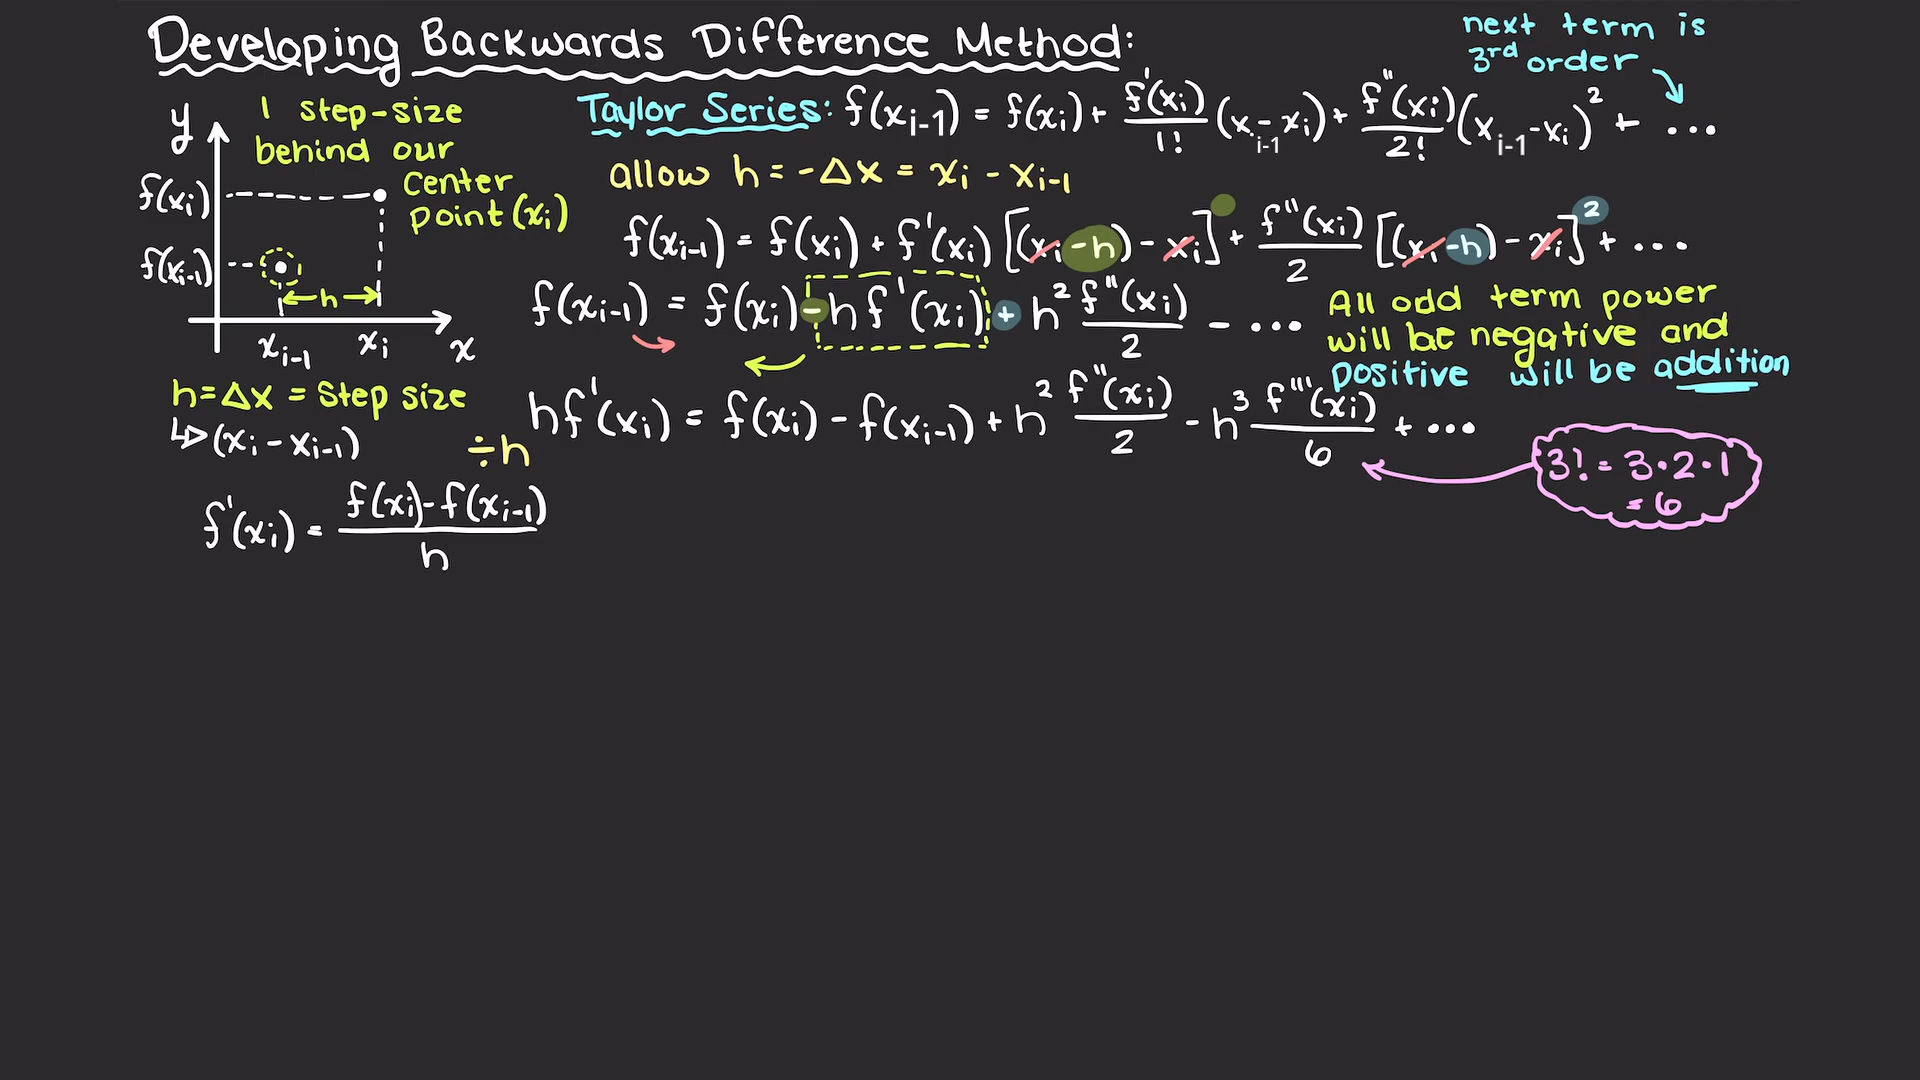 Developing Backwards Difference Method:
next term is
3rd order
y
1 step-size
behind our
center
point (xi)
f(xi)
f(xi-1)
h
xi-1 xi x
Taylor Series: f(xi-1) = f(xi) + f'(xi)/1! (xi-1 - xi) + f''(xi)/2! (xi-1 - xi)² + ...
allow h = -Δx = xi - xi-1
f(xi-1) = f(xi) + f'(xi) [(xi - h) - xi] + f''(xi)/2 [(xi - h) - xi]² + ...
f(xi-1) = f(xi) - hf'(xi) + h² f''(xi)/2 - ...
All odd term power
will be negative and
positive will be addition
h = Δx = Step size
↳ (xi - xi-1)
÷h
hf'(xi) = f(xi) - f(xi-1) + h² f''(xi)/2 - h³ f'''(xi)/6 + ...
3! = 3·2·1
= 6
f'(xi) = f(xi) - f(xi-1)/h